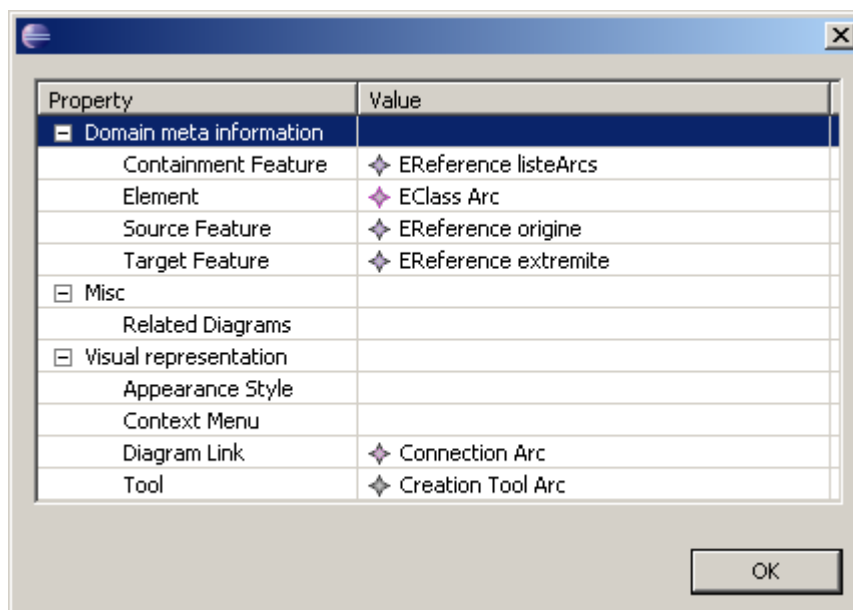 Property Value
Domain meta information
Containment Feature EReference listeArcs
Element EClass Arc
Source Feature EReference origine
Target Feature EReference extremite
Misc
Related Diagrams
Visual representation
Appearance Style
Context Menu
Diagram Link Connection Arc
Tool Creation Tool Arc
OK